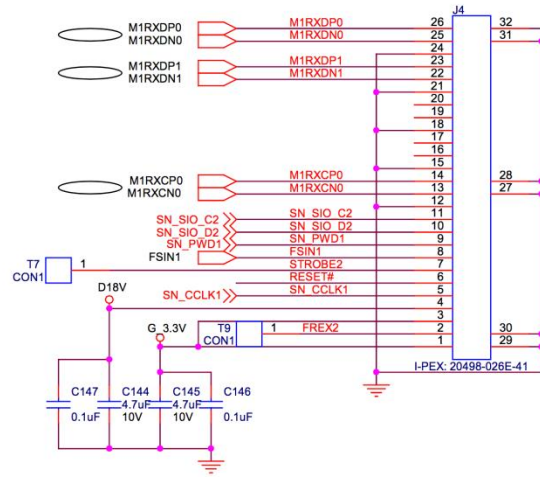 J4
M1RXDP0 M1RXDP0 26 32
M1RXDN0 M1RXDN0 25 31
24
M1RXDP1 M1RXDP1 23
M1RXDN1 M1RXDN1 22
21
20
19
18
17
16
15
M1RXCP0 M1RXCP0 14 28
M1RXCN0 M1RXCN0 13 27
12
SN_SIO_C2 SN_SIO_C2 11
SN_SIO_D2 SN_SIO_D2 10
SN_PWD1 SN_PWD1 9
FSIN1 FSIN1 8
T7 1 STROBE2 7
CON1
RESET# 6
D18V SN_CCLK1 SN_CCLK1 5
4
G_3.3V 3
T9 1 FREX2 2 30
CON1 1 29
I-PEX: 20498-026E-41
C147 C144 C145 C146
4.7uF 4.7uF
0.1uF 10V 10V 0.1uF